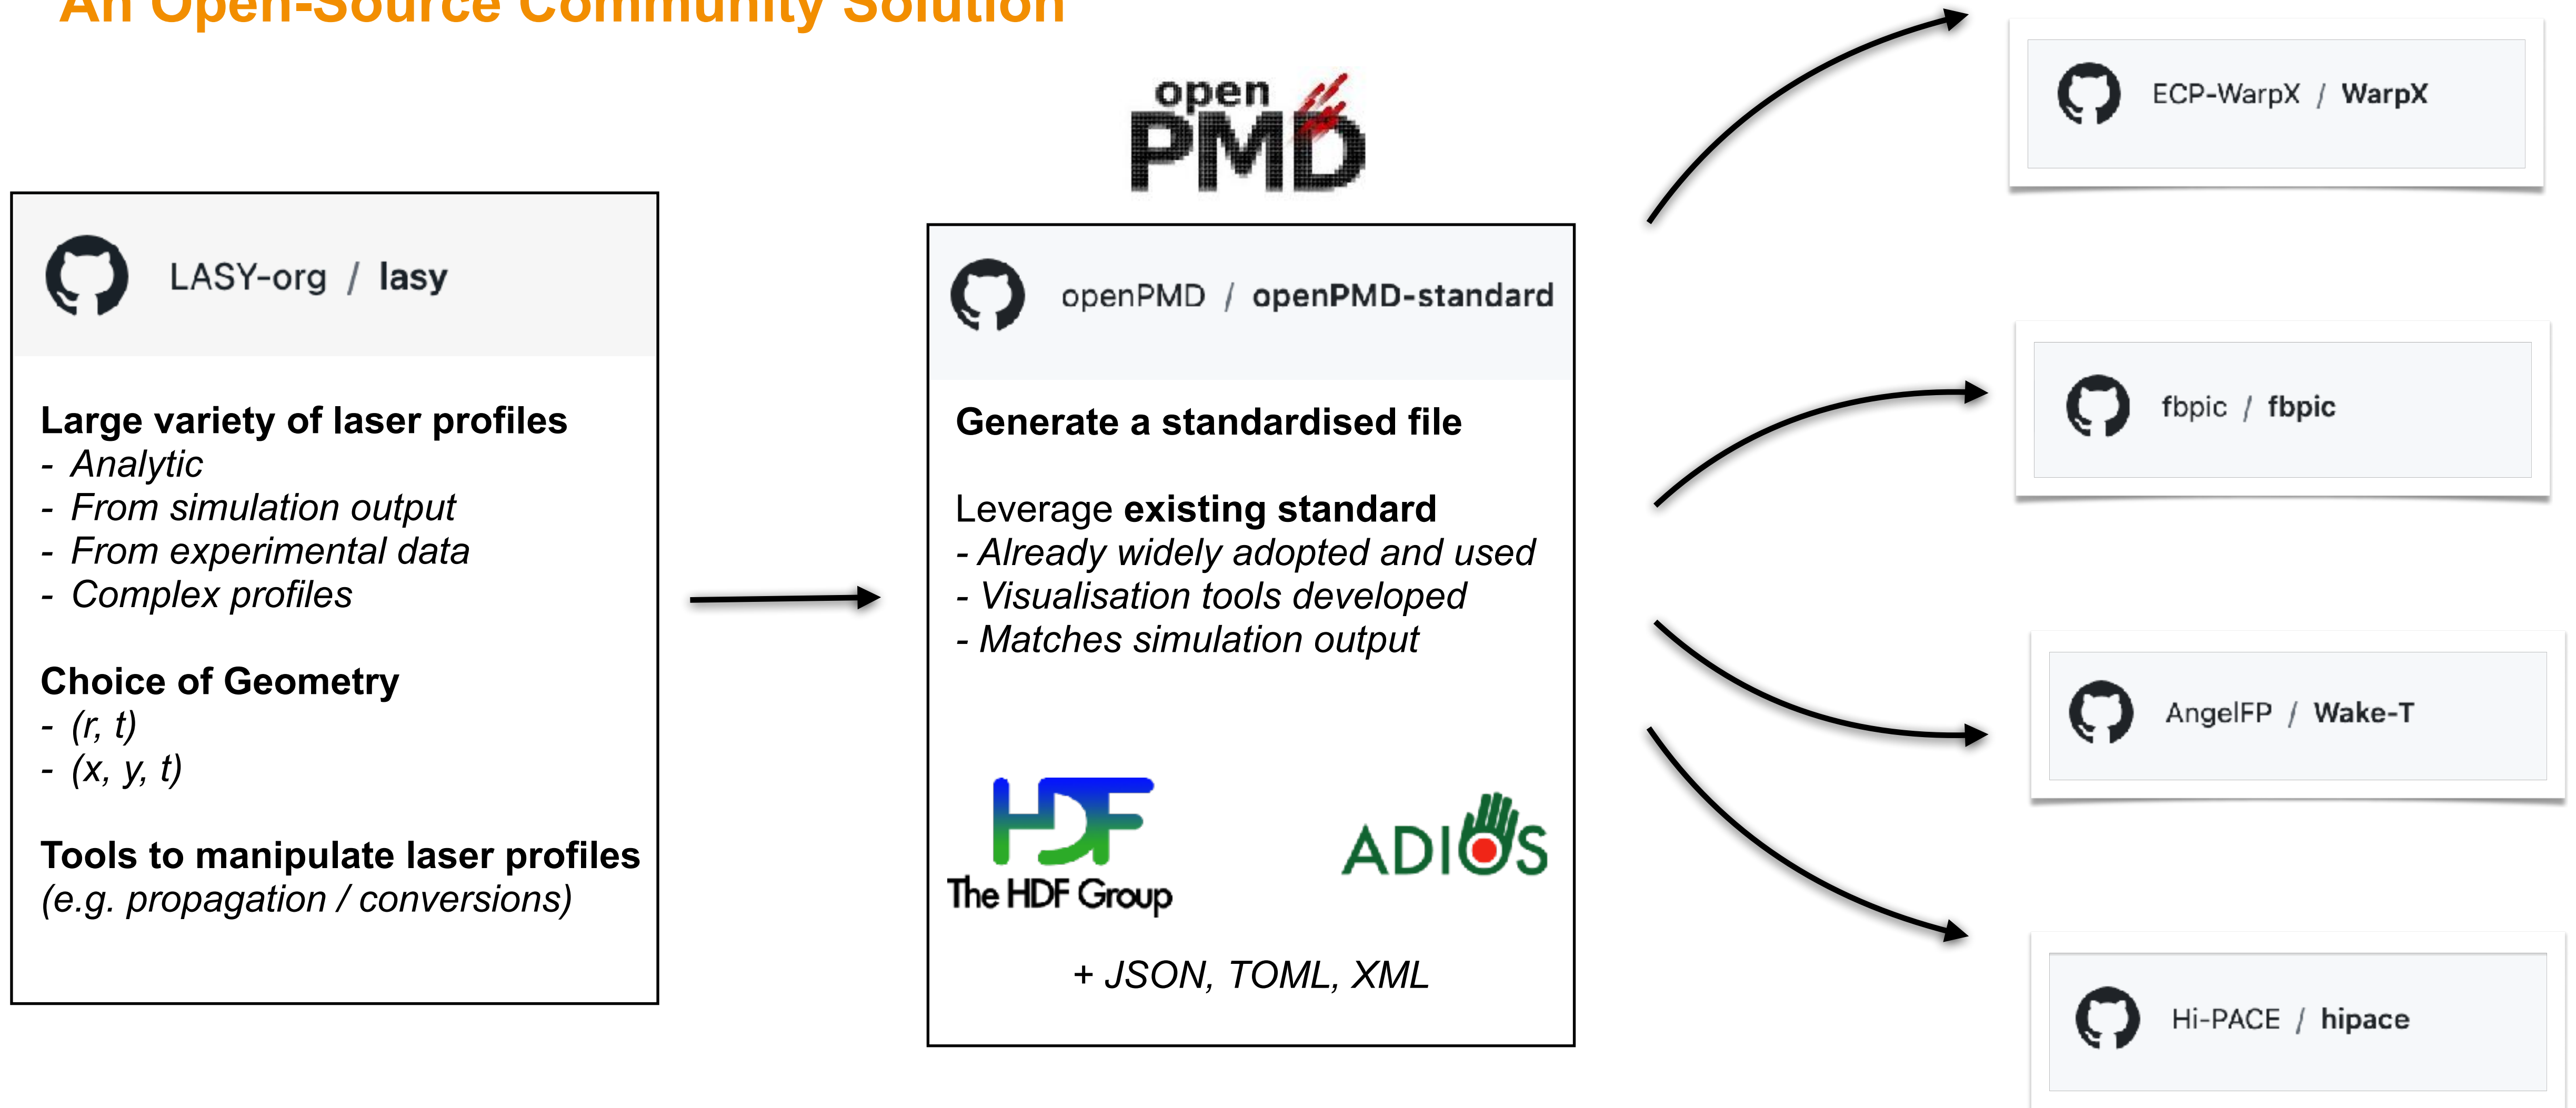 An Open-Source Community Solution
LASY-org / lasy
Large variety of laser profiles
- Analytic
- From simulation output
- From experimental data
- Complex profiles
Choice of Geometry
- (r, t)
- (x, y, t)
Tools to manipulate laser profiles
(e.g. propagation / conversions)
open
PMD
openPMD / openPMD-standard
Generate a standardised file
Leverage existing standard
- Already widely adopted and used
- Visualisation tools developed
- Matches simulation output
HDF
The HDF Group
ADIOS
+ JSON, TOML, XML
ECP-WarpX / WarpX
fbpic / fbpic
AngelFP / Wake-T
Hi-PACE / hipace